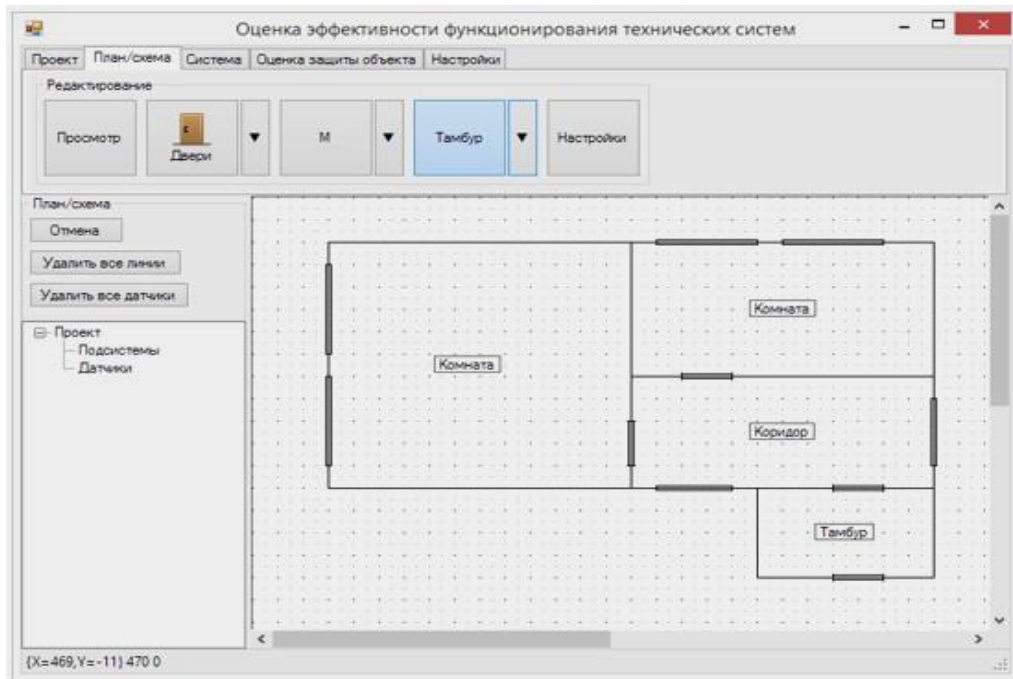 Оценка эффективности функционирования технических систем
Проект План/схема Система Оценка защиты объекта Настройки
Редактирование
Просмотр
Двери
М
Тамбур
Настройки
План/схема
Отмена
Удалить все линии
Удалить все датчики
Проект
Подсистемы
Датчики
Комната
Комната
Коридор
Тамбур
{X=469,Y=-11} 470 0